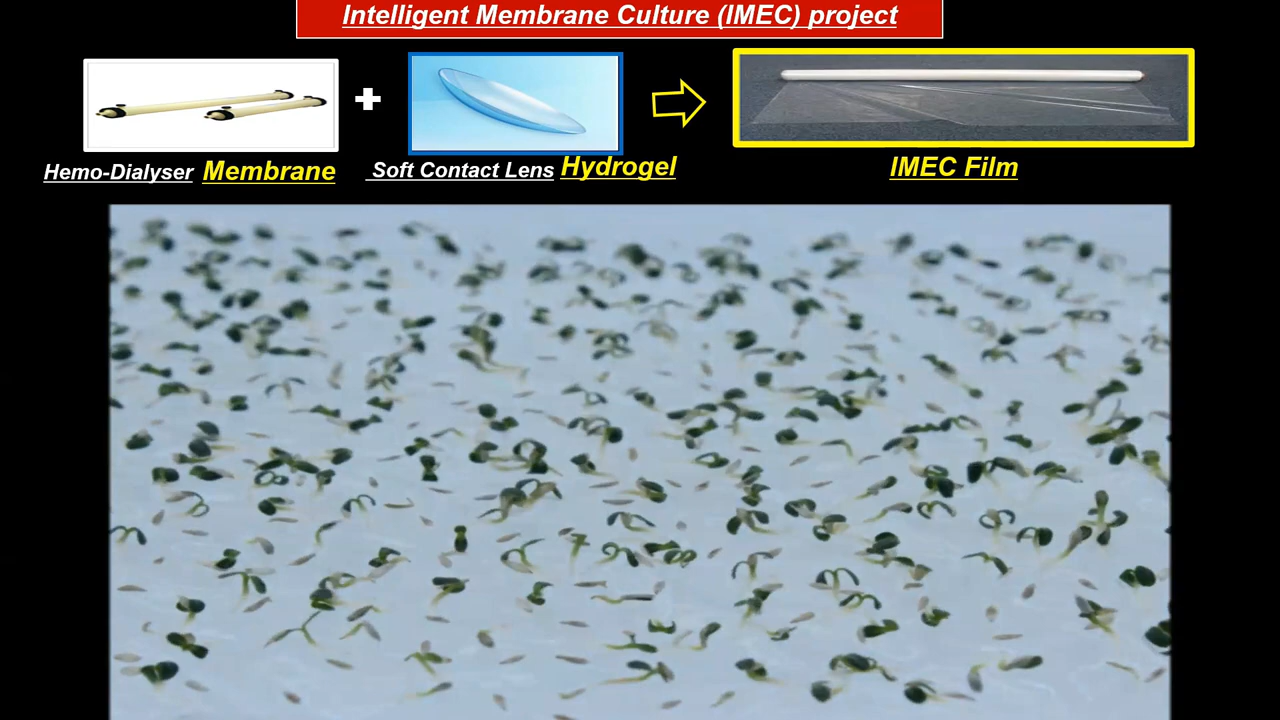 Intelligent Membrane Culture (IMEC) project
Hemo-Dialyser Membrane
Soft Contact Lens Hydrogel
IMEC Film